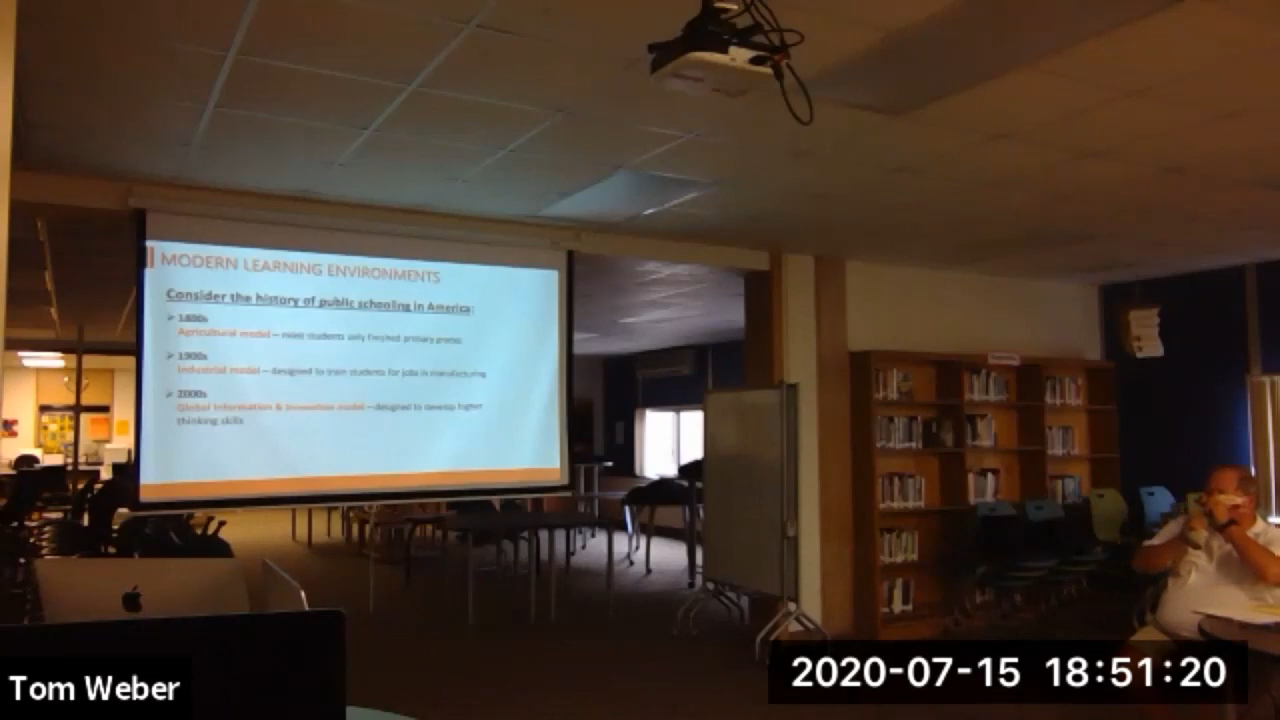 MODERN LEARNING ENVIRONMENTS
Consider the history of public schooling in America:
➢ 1800s
Agricultural model – most students only finished primary grades
➢ 1900s
Industrial model – designed to train students for jobs in manufacturing
➢ 2000s
Global Information & Innovation model – designed to develop higher
thinking skills
Tom Weber
2020-07-15 18:51:20